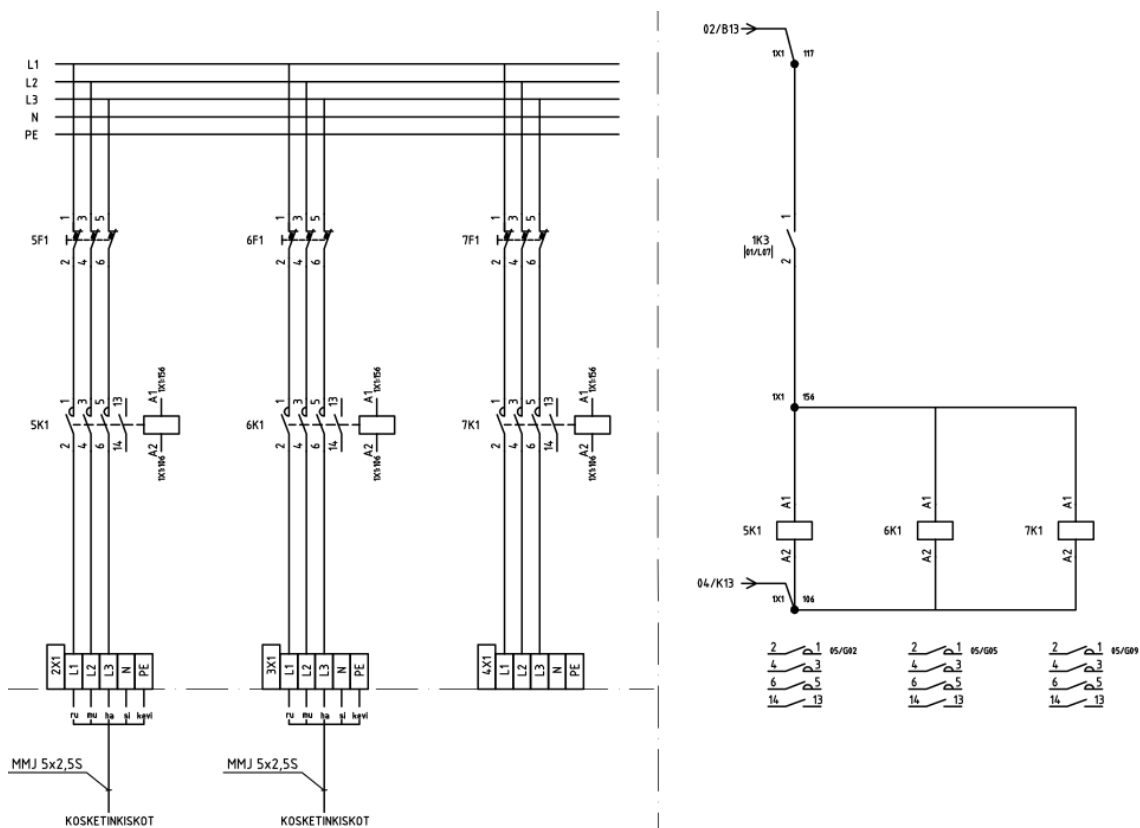 L1
L2
L3
N
PE
5F1
1 3 5
2 4 6
6F1
1 3 5
2 4 6
7F1
1 3 5
2 4 6
5K1
1 3 5 13
2 4 6 14
A1 1X1:156
A2 1X1:106
6K1
1 3 5 13
2 4 6 14
A1 1X1:156
A2 1X1:106
7K1
1 3 5 13
2 4 6 14
A1 1X1:156
A2 1X1:106
2X1 L1 L2 L3 N PE
3X1 L1 L2 L3 N PE
4X1 L1 L2 L3 N PE
ru mu ha si kevi
ru mu ha si kevi
MMJ 5x2,5S
MMJ 5x2,5S
KOSKETINKISKOT
KOSKETINKISKOT
02/B13
1X1 117
1
1K3
|01/L07|
2
1X1 156
5K1 A1 A2
6K1 A1 A2
7K1 A1 A2
04/K13
1X1 106
2 1 05/G02
4 3
6 5
14 13
2 1 05/G05
4 3
6 5
14 13
2 1 05/G09
4 3
6 5
14 13